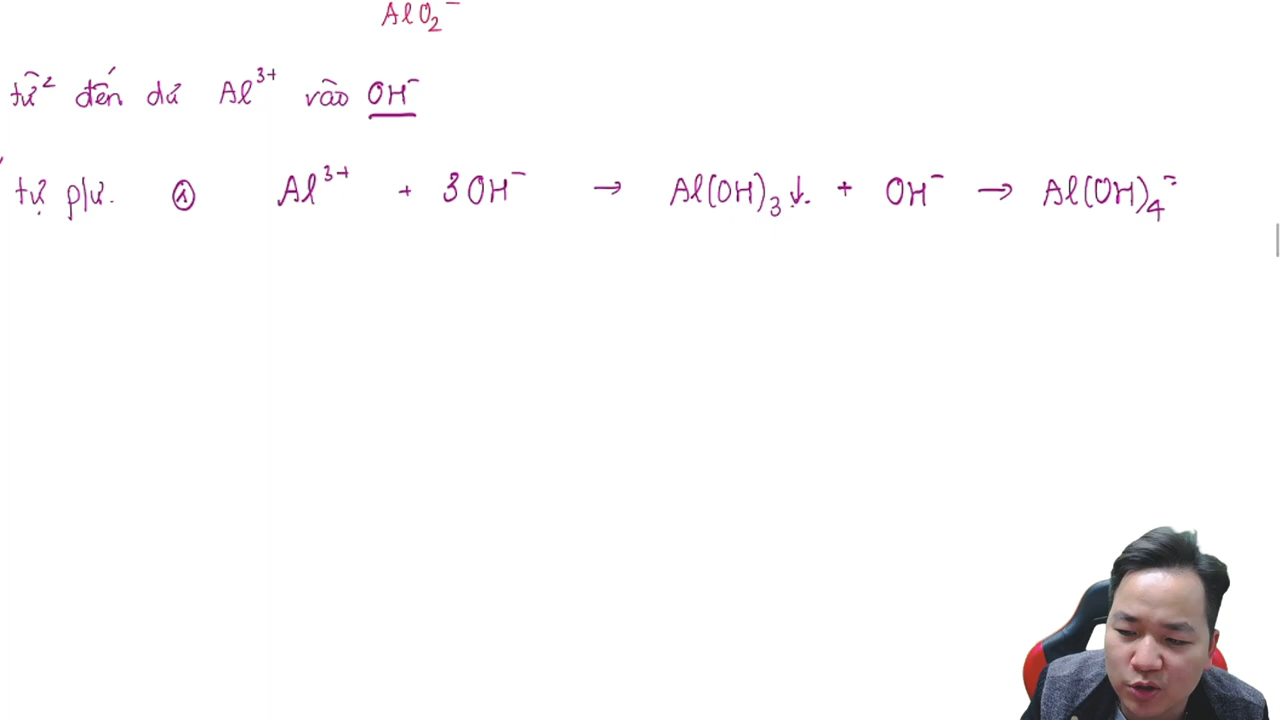 AlO₂⁻
từ² đến dư Al³⁺ vào OH⁻
tự p/ư. ① Al³⁺ + 3OH⁻ → Al(OH)₃↓ + OH⁻ → Al(OH)₄⁻